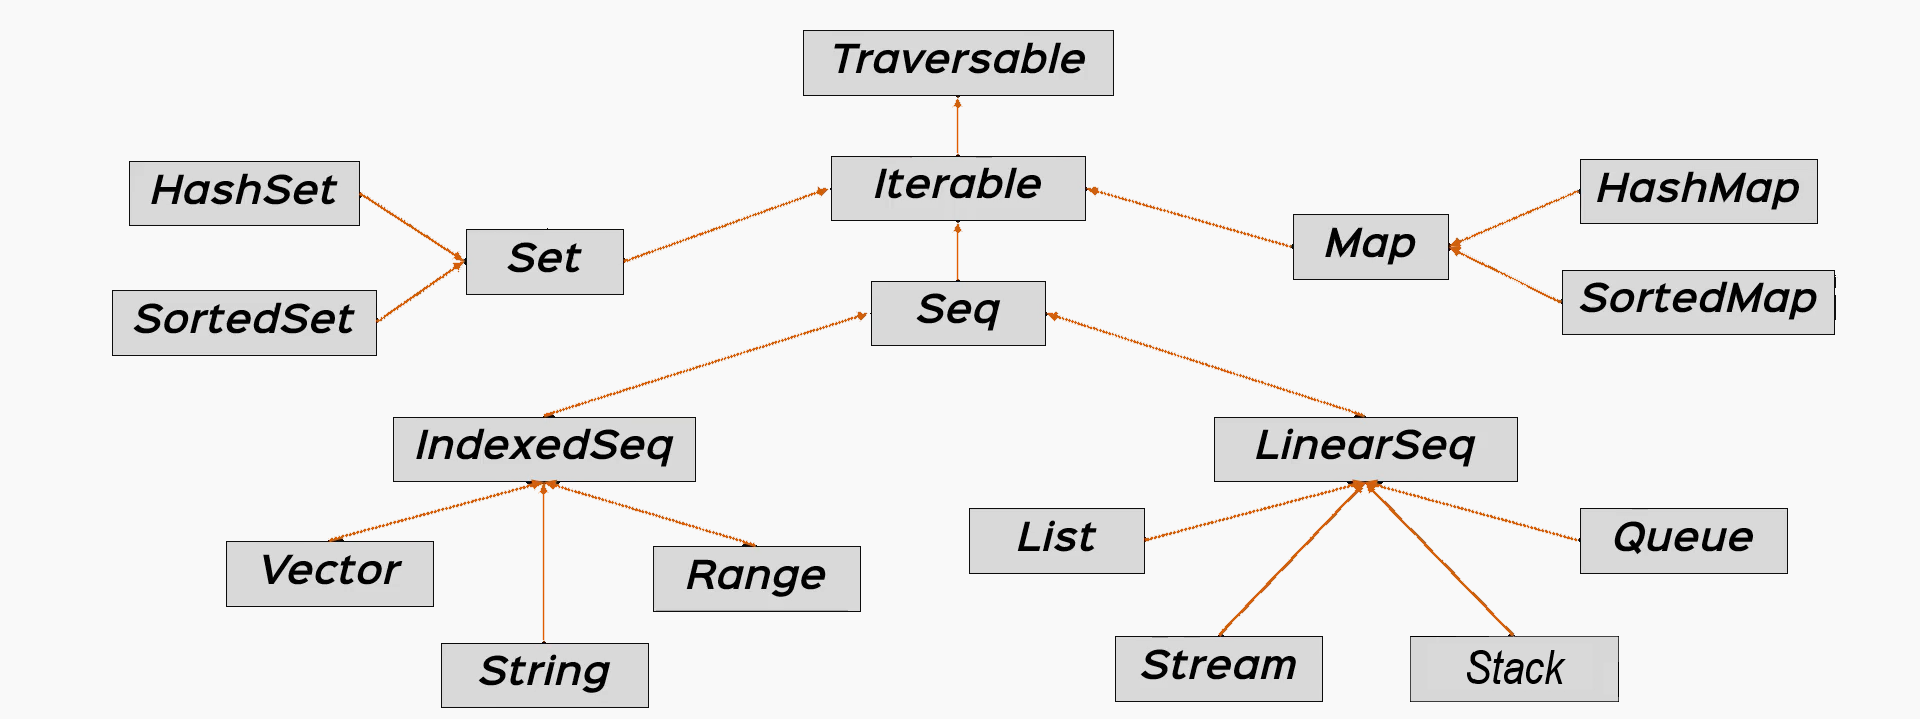 Traversable
Iterable
HashSet
HashMap
Set
Map
SortedSet
SortedMap
Seq
IndexedSeq
LinearSeq
List
Queue
Vector
Range
String
Stream
Stack